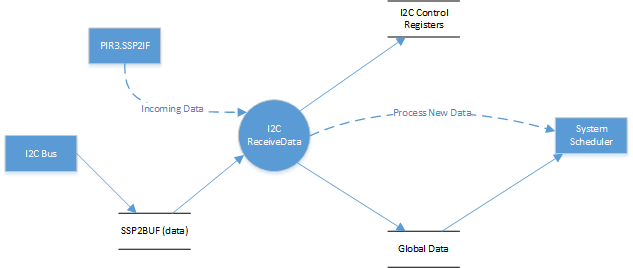 I2C Control
Registers
PIR3.SSP2IF
Incoming Data
I2C
ReceiveData
Process New Data
System
Scheduler
I2C Bus
SSP2BUF (data)
Global Data